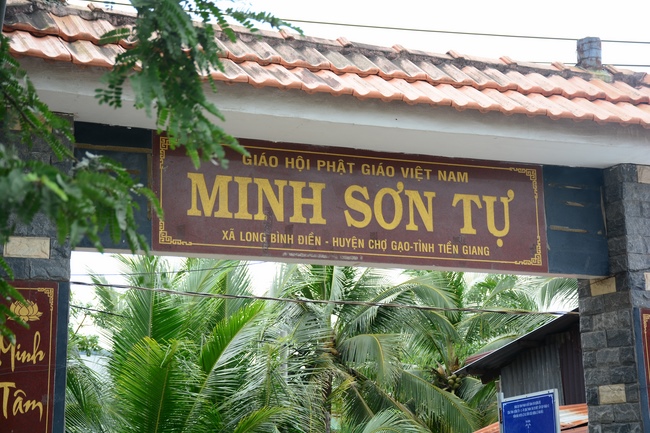 GIÁO HỘI PHẬT GIÁO VIỆT NAM
MINH SƠN TỰ
XÃ LONG BÌNH ĐIỀN - HUYỆN CHỢ GẠO-TỈNH TIỀN GIANG
Minh
Tâm